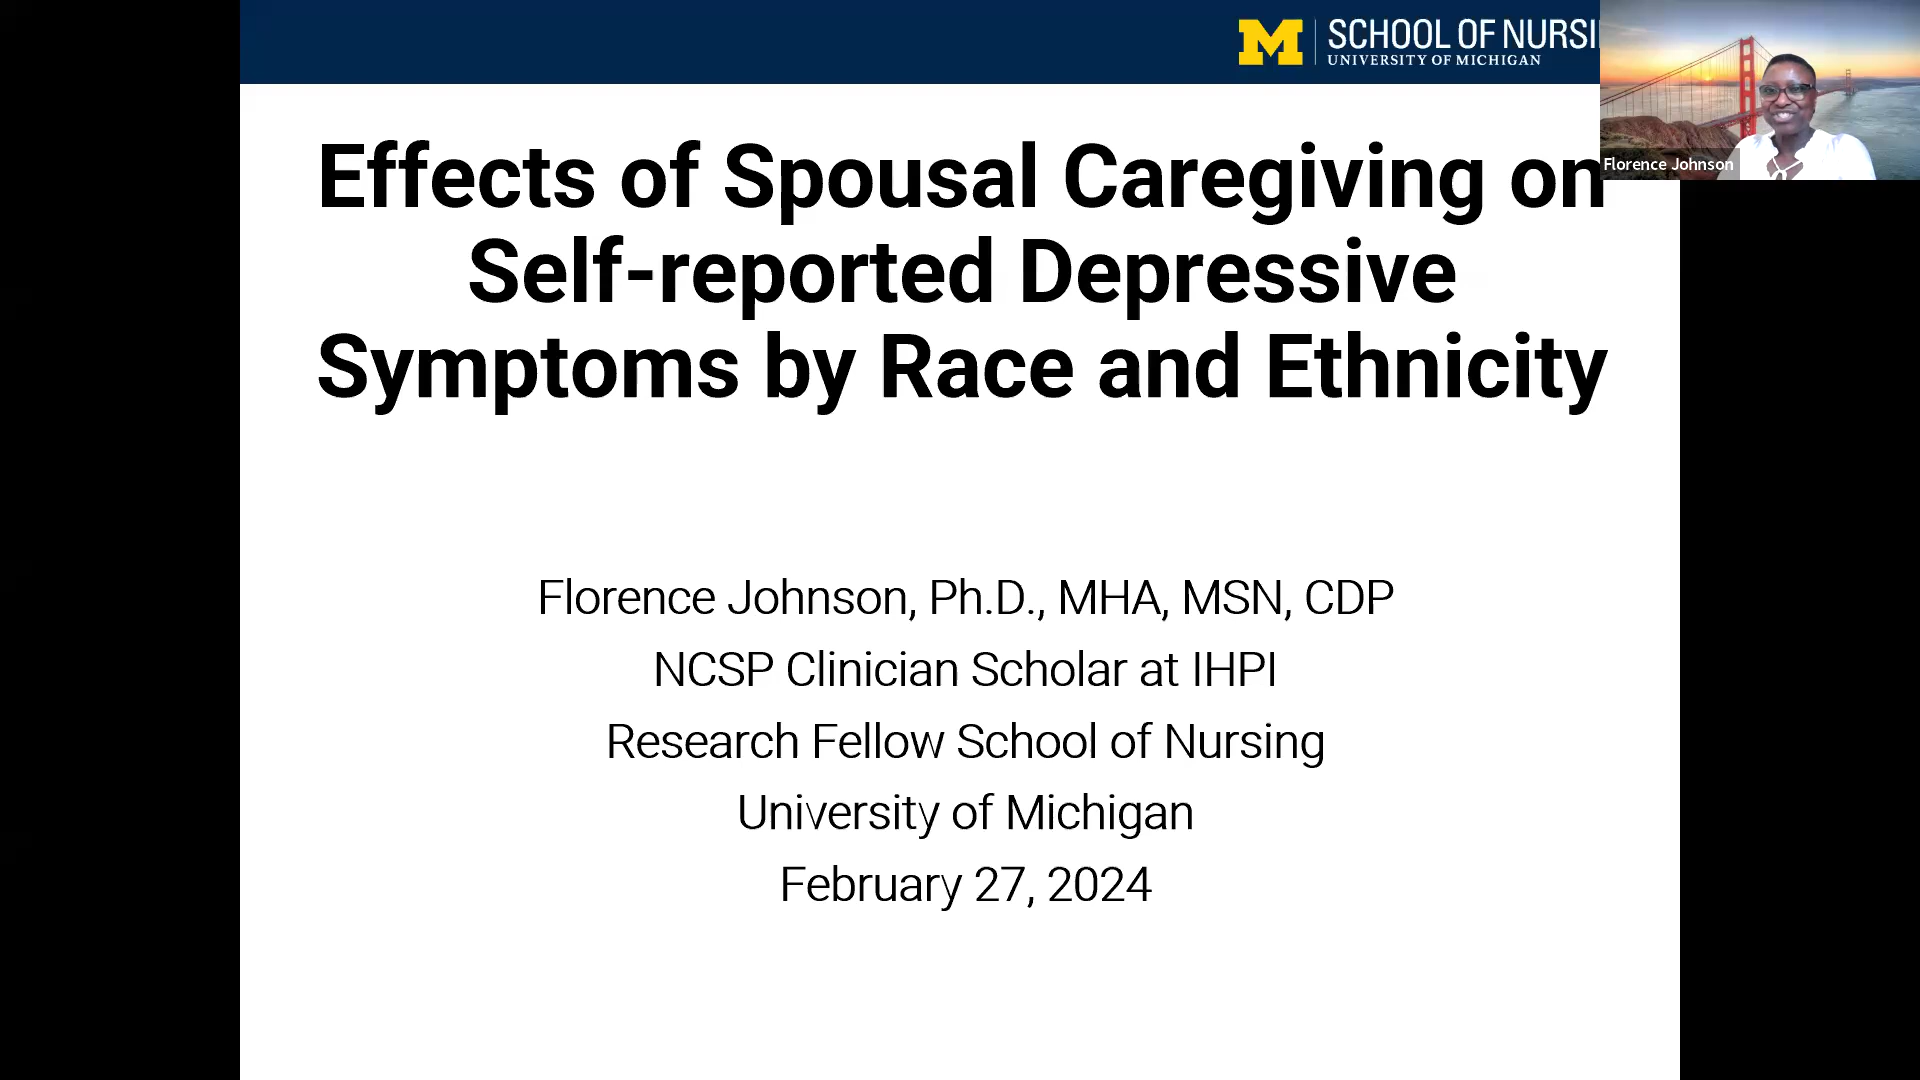 SCHOOL OF NURSI
UNIVERSITY OF MICHIGAN
Florence Johnson
Effects of Spousal Caregiving on
Self-reported Depressive
Symptoms by Race and Ethnicity
Florence Johnson, Ph.D., MHA, MSN, CDP
NCSP Clinician Scholar at IHPI
Research Fellow School of Nursing
University of Michigan
February 27, 2024